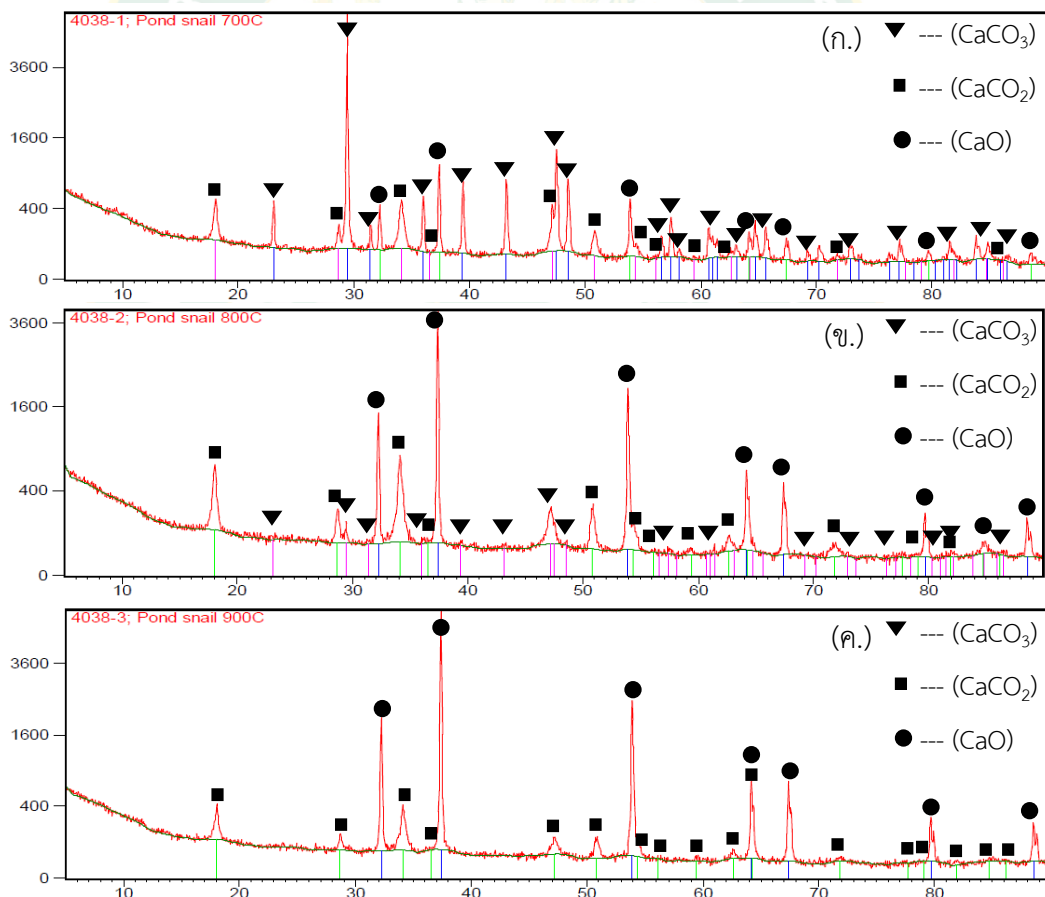 4038-1; Pond snail 700C
(ก.)
▼ --- (CaCO₃)
■ --- (CaCO₂)
● --- (CaO)
3600
1600
400
0
10 20 30 40 50 60 70 80
4038-2; Pond snail 800C
(ข.)
▼ --- (CaCO₃)
■ --- (CaCO₂)
● --- (CaO)
3600
1600
400
0
10 20 30 40 50 60 70 80
4038-3; Pond snail 900C
(ค.)
▼ --- (CaCO₃)
■ --- (CaCO₂)
● --- (CaO)
3600
1600
400
0
10 20 30 40 50 60 70 80